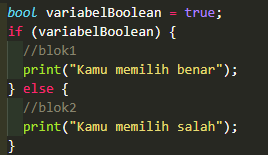 bool variabelBoolean = true;
if (variabelBoolean) {
  //blok1
  print("Kamu memilih benar");
} else {
  //blok2
  print("Kamu memilih salah");
}